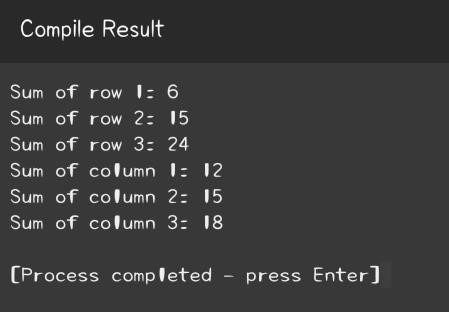 Compile Result
Sum of row 1= 6
Sum of row 2= 15
Sum of row 3= 24
Sum of column 1= 12
Sum of column 2= 15
Sum of column 3= 18
[Process completed - press Enter]